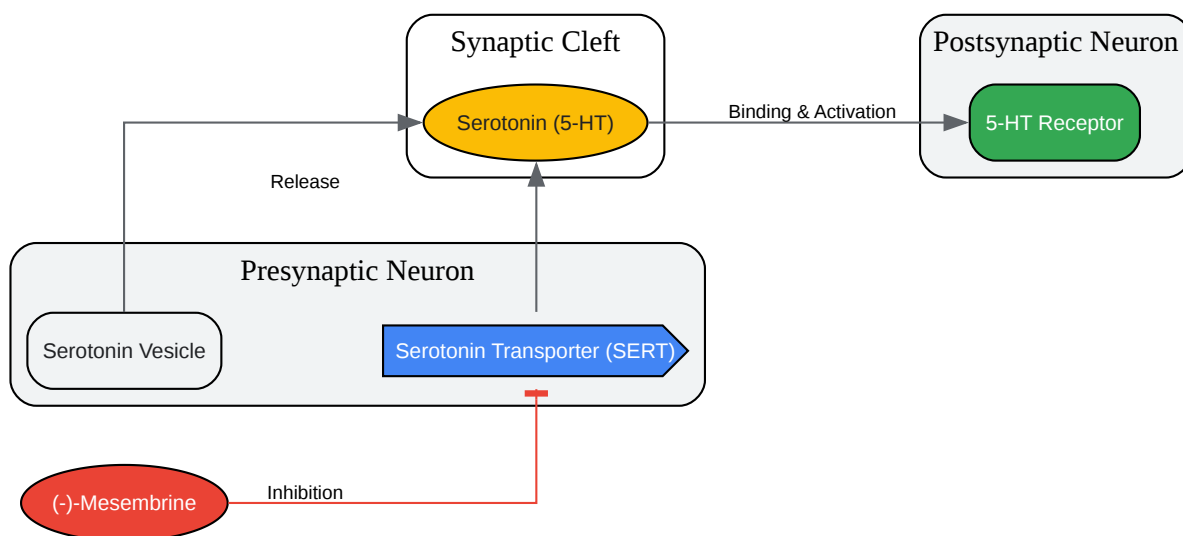 Synaptic Cleft
Serotonin (5-HT)
Postsynaptic Neuron
5-HT Receptor
Binding & Activation
Release
Presynaptic Neuron
Serotonin Vesicle
Serotonin Transporter (SERT)
(-)-Mesembrine
Inhibition